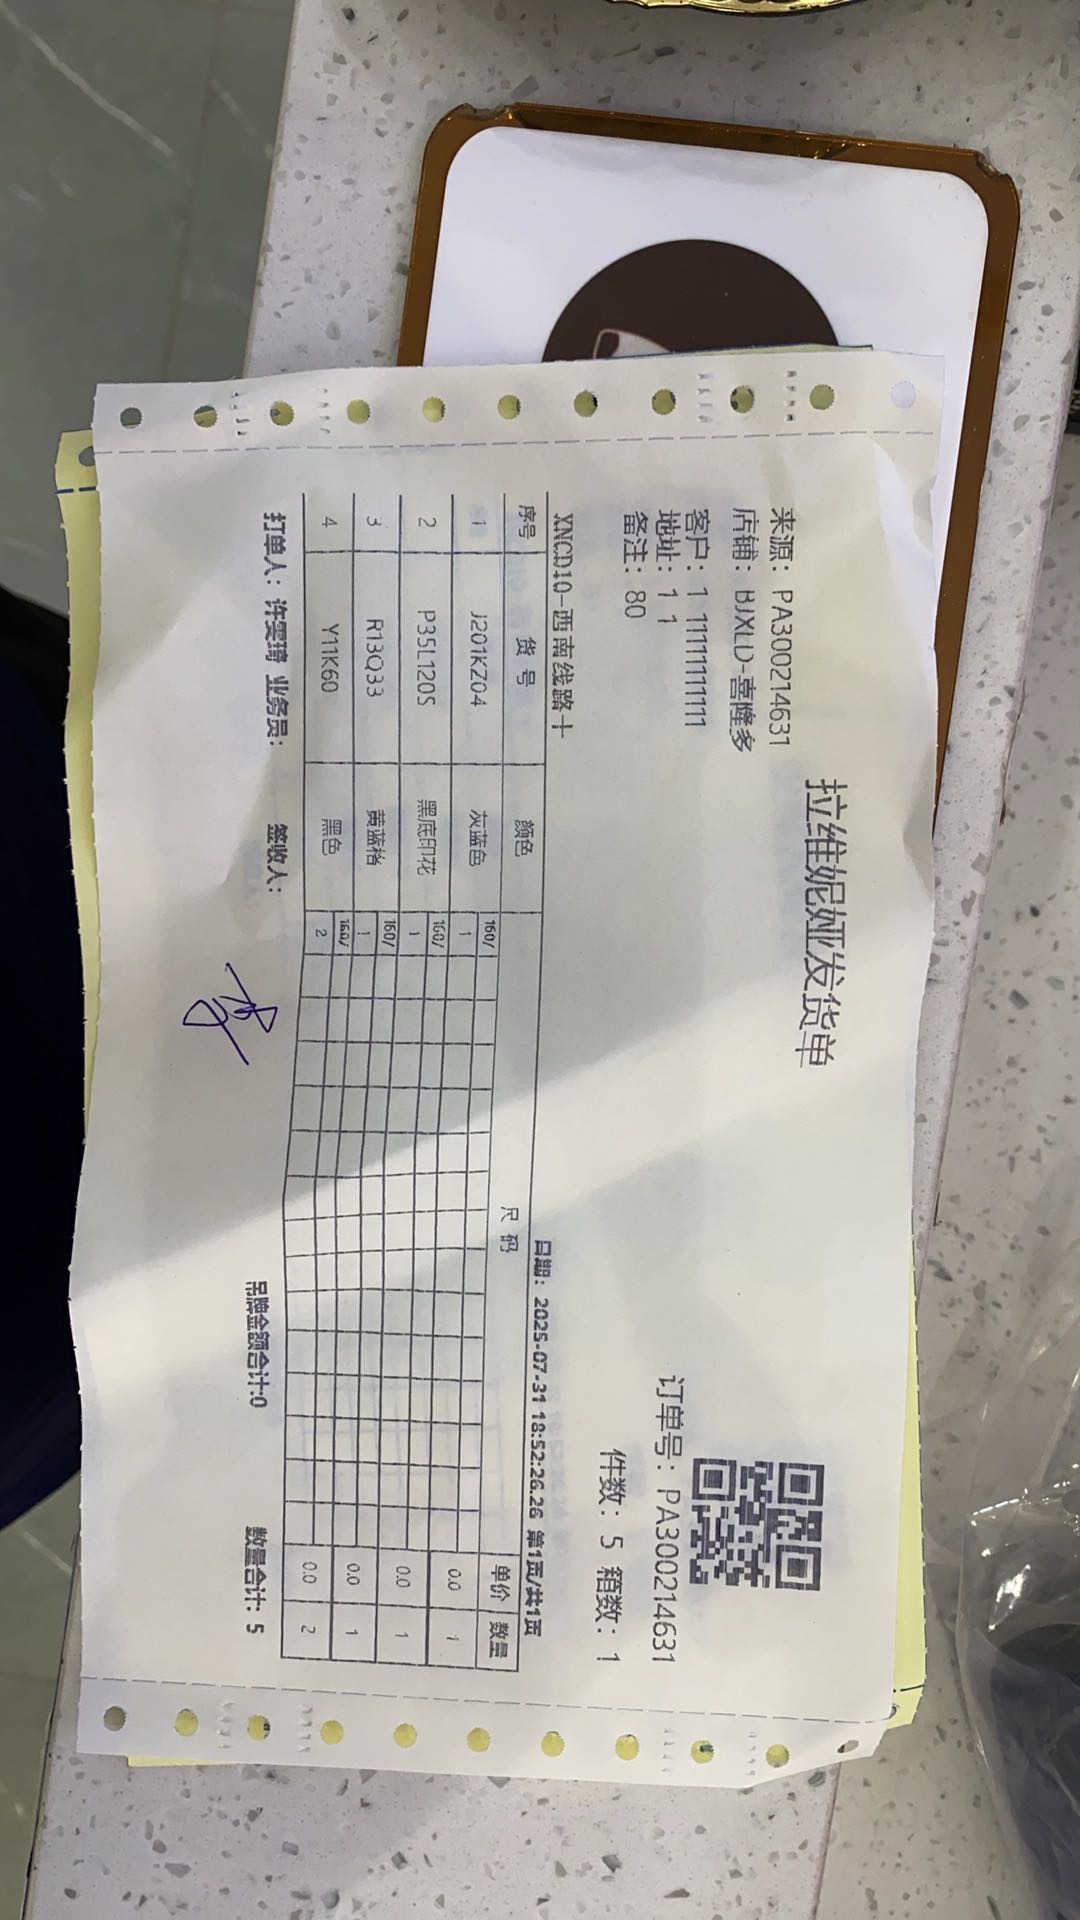 拉维妮娅发货单
来源：PA300214631
店铺：BJXLD-喜隆多
客户：1 11111111111
地址：1 1
备注：80
订单号：PA300214631
件数：5 箱数：1
XNCD10-西南线路十 日期：2025-07-31 18:52:26.26 第1页/共1页
序号 货号 颜色 尺码 单价 数量
160/
1 J201KZ04 灰蓝色 1 0.0 1
160/
2 P35L120S 黑底印花 1 0.0 1
160/
3 R13Q33 黄蓝格 1 0.0 1
160/
4 Y11K60 黑色 2 0.0 2
打单人：许雯琦 业务员： 签收人： 吊牌金额合计:0 数量合计: 5